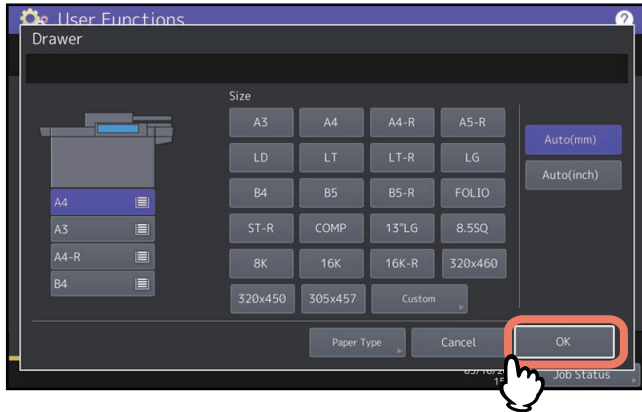 User Functions
?
Drawer
Size
A3 A4 A4-R A5-R
LD LT LT-R LG
B4 B5 B5-R FOLIO
ST-R COMP 13"LG 8.5SQ
8K 16K 16K-R 320x460
320x450 305x457 Custom
Auto(mm)
Auto(inch)
A4
A3
A4-R
B4
Paper Type Cancel OK
Job Status